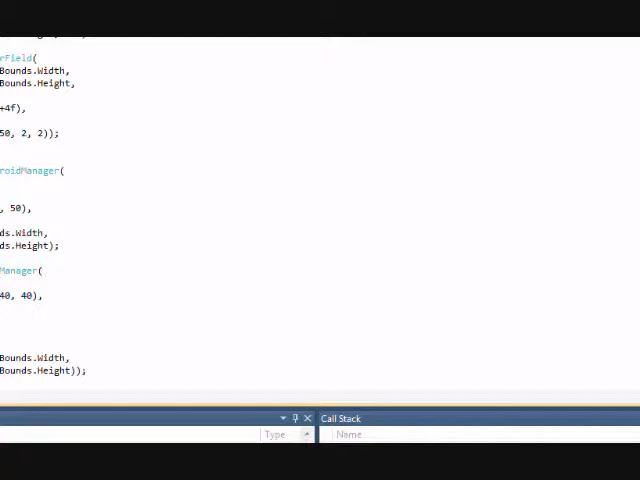 rField(
Bounds.Width,
Bounds.Height,
+4f),
50, 2, 2));
roidManager(
, 50),
ds.Width,
ds.Height);
Manager(
40, 40),
Bounds.Width,
Bounds.Height));
Call Stack
Type
Name